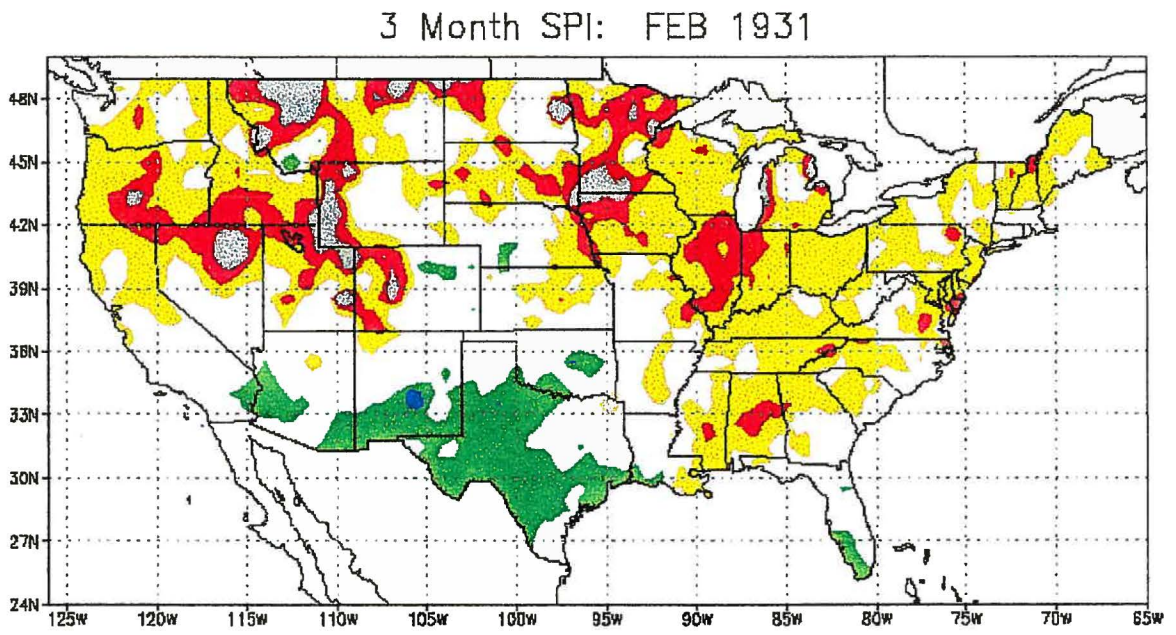 3 Month SPI: FEB 1931
48N
45N
42N
39N
36N
33N
30N
27N
24N
125W 120W 115W 110W 105W 100W 95W 90W 85W 80W 75W 70W 65W